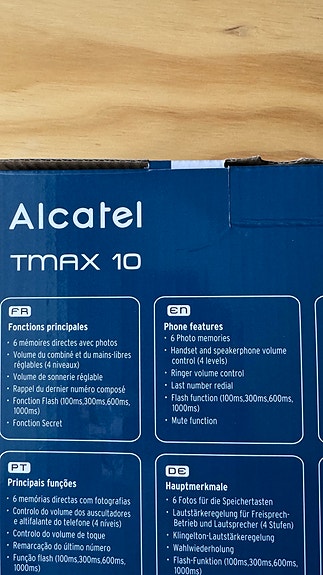 Alcatel
TMAX 10
FR
Fonctions principales
• 6 mémoires directes avec photos
• Volume du combiné et du mains-libres
réglables (4 niveaux)
• Volume de sonnerie réglable
• Rappel du dernier numéro composé
• Fonction Flash (100ms,300ms,600ms,
1000ms)
• Fonction Secret
EN
Phone features
• 6 Photo memories
• Handset and speakerphone volume
control (4 levels)
• Ringer volume control
• Last number redial
• Flash function (100ms,300ms,600ms,
1000ms)
• Mute function
PT
Principais funções
• 6 memórias directas com fotografias
• Controlo do volume dos auscultadores
e altifalante do telefone (4 níveis)
• Controlo do volume de toque
• Remarcação do último número
• Função flash (100ms,300ms,600ms,
1000ms)
DE
Hauptmerkmale
• 6 Fotos für die Speichertasten
• Lautstärkeregelung für Freisprech-
Betrieb und Lautsprecher (4 Stufen)
• Klingelton-Lautstärkeregelung
• Wahlwiederholung
• Flash-Funktion (100ms,300ms,600ms,
1000ms)